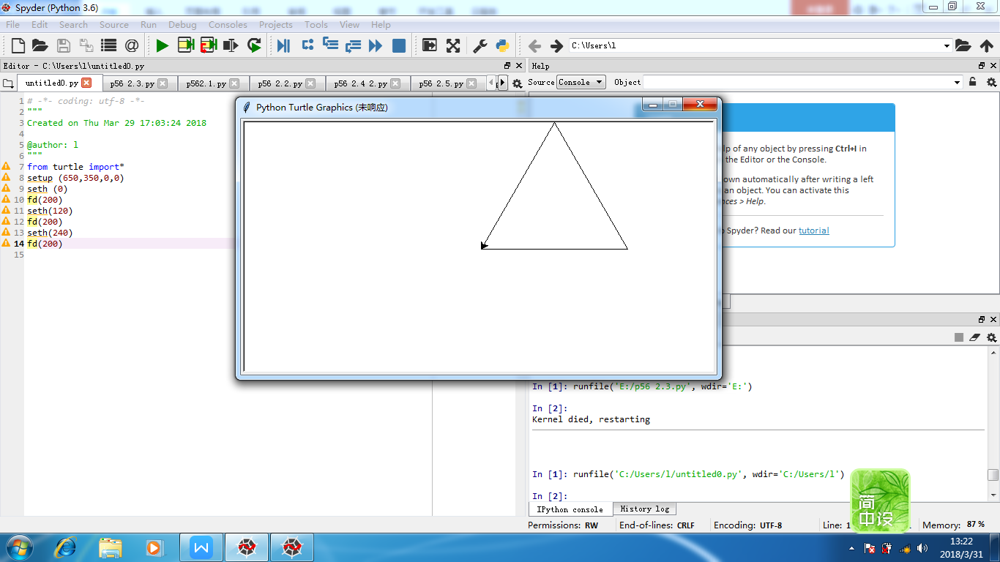 Spyder (Python 3.6)
File Edit Search Source Run Debug Consoles Projects Tools View Help
C:\Users\l
Editor - C:\Users\l\untitled0.py
Help
untitled0.py p56 2.3.py p562.1.py p56 2.2.py p56 2.4 2.py p56 2.5.py
Source Console Object
1 # -*- coding: utf-8 -*-
2 """
3 Created on Thu Mar 29 17:03:24 2018
4
5 @author: l
6 """
7 from turtle import*
8 setup (650,350,0,0)
9 seth (0)
10 fd(200)
11 seth(120)
12 fd(200)
13 seth(240)
14 fd(200)
15
Python Turtle Graphics (未响应)
of any object by pressing Ctrl+I in
the Editor or the Console.
own automatically after writing a left
an object. You can activate this
> Help.
Spyder? Read our tutorial
In [1]: runfile('E:/p56 2.3.py', wdir='E:')
In [2]:
Kernel died, restarting
In [1]: runfile('C:/Users/l/untitled0.py', wdir='C:/Users/l')
In [2]:
IPython console History log
简
中设
Permissions: RW End-of-lines: CRLF Encoding: UTF-8 Line: 1 Memory: 87 %
13:22
2018/3/31